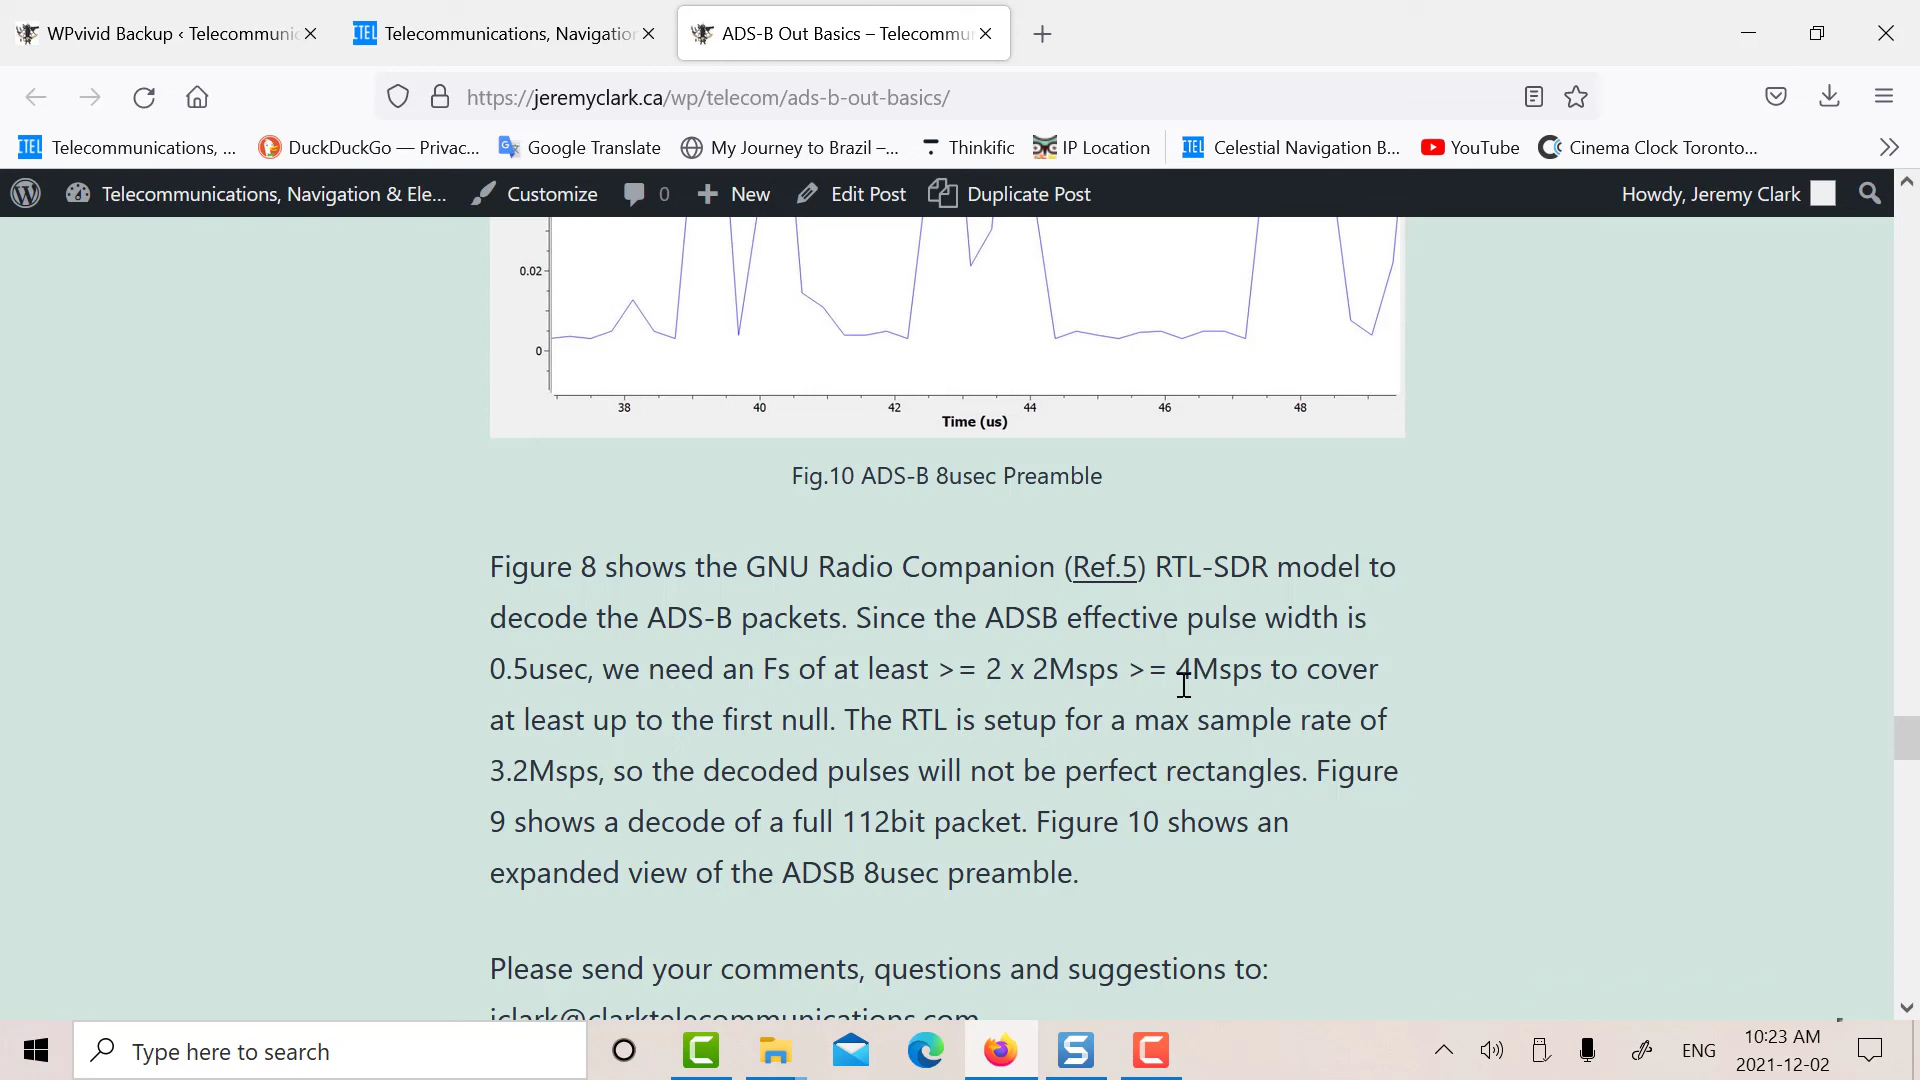 WPvivid Backup ‹ Telecommunic
Telecommunications, Navigatio
ADS-B Out Basics – Telecommu
https://jeremyclark.ca/wp/telecom/ads-b-out-basics/
CTEL Telecommunications, ...
DuckDuckGo — Privac...
Google Translate
My Journey to Brazil –...
Thinkific
IP Location
CTEL Celestial Navigation B...
YouTube
Cinema Clock Toronto...
Telecommunications, Navigation & Ele...
Customize
0
New
Edit Post
Duplicate Post
Howdy, Jeremy Clark
0.02
0
38 40 42 44 46 48
Time (us)
Fig.10 ADS-B 8usec Preamble
Figure 8 shows the GNU Radio Companion (Ref.5) RTL-SDR model to
decode the ADS-B packets. Since the ADSB effective pulse width is
0.5usec, we need an Fs of at least >= 2 x 2Msps >= 4Msps to cover
at least up to the first null. The RTL is setup for a max sample rate of
3.2Msps, so the decoded pulses will not be perfect rectangles. Figure
9 shows a decode of a full 112bit packet. Figure 10 shows an
expanded view of the ADSB 8usec preamble.
Please send your comments, questions and suggestions to:
jclark@clarktelecommunications.com
Type here to search
ENG
10:23 AM
2021-12-02